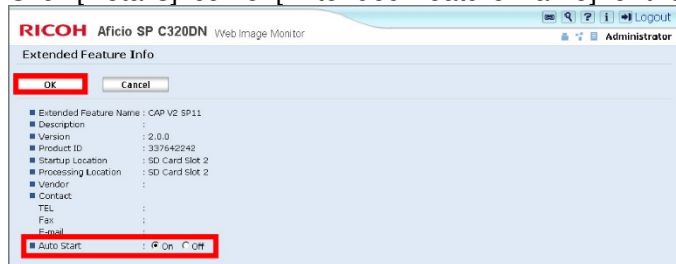 RICOH Aficio SP C320DN Web Image Monitor
Logout
Administrator
Extended Feature Info
OK Cancel
Extended Feature Name : CAP V2 SP11
Description :
Version : 2.0.0
Product ID : 337642242
Startup Location : SD Card Slot 2
Processing Location : SD Card Slot 2
Vendor :
Contact
TEL :
Fax :
E-mail :
Auto Start : On Off